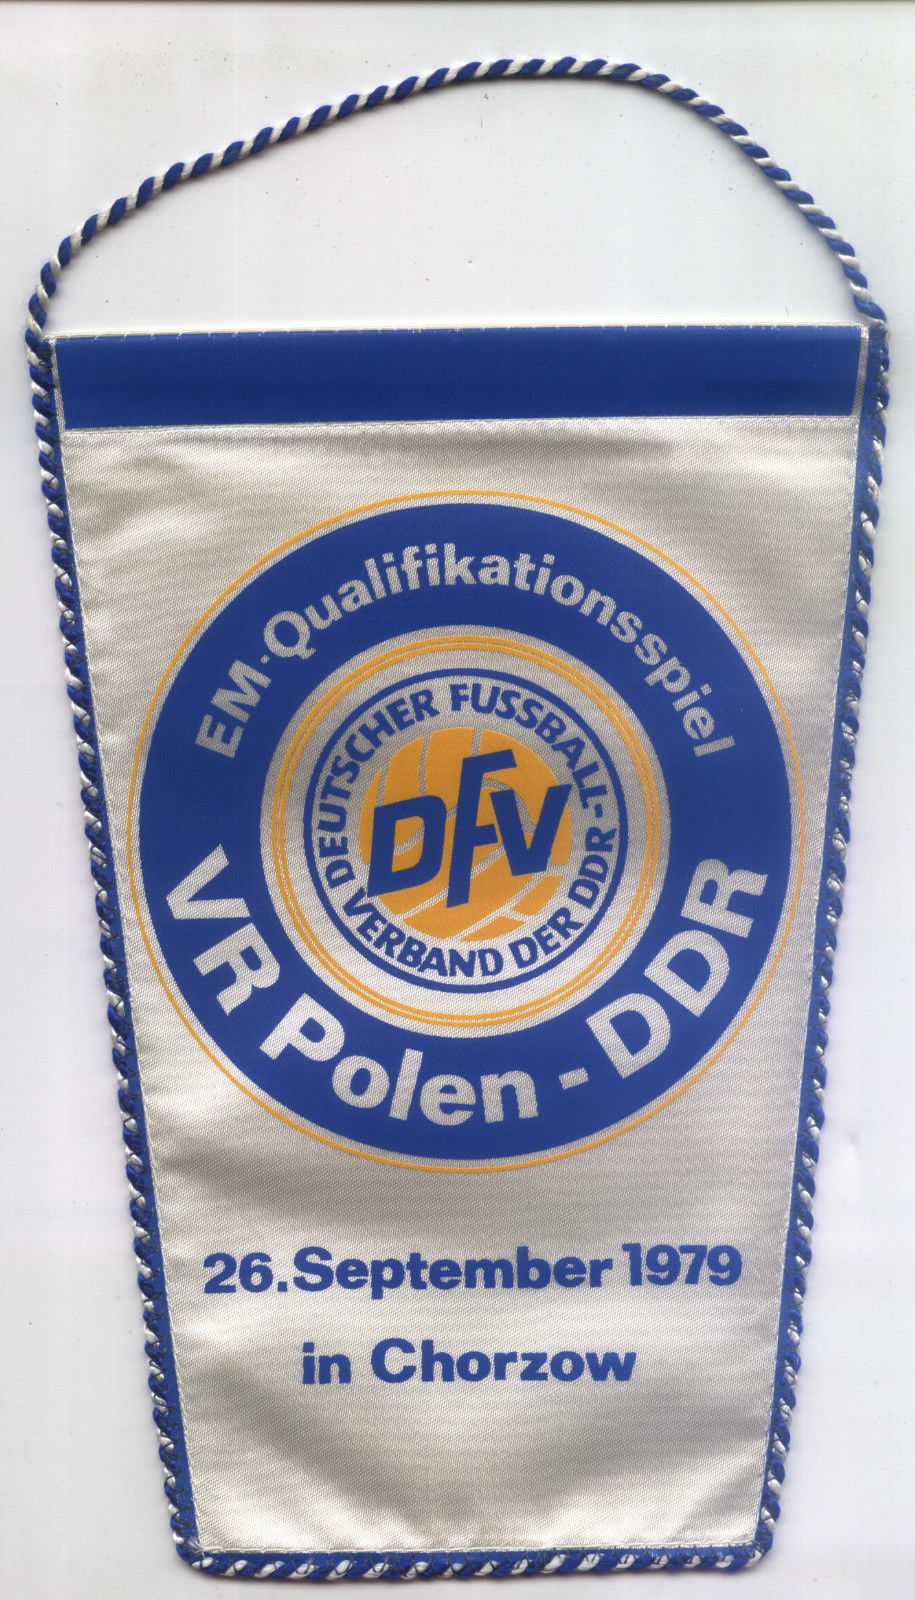 EM-Qualifikationsspiel
DEUTSCHER FUSSBALL-
VERBAND DER DDR
DFV
VR Polen - DDR
26. September 1979
in Chorzow